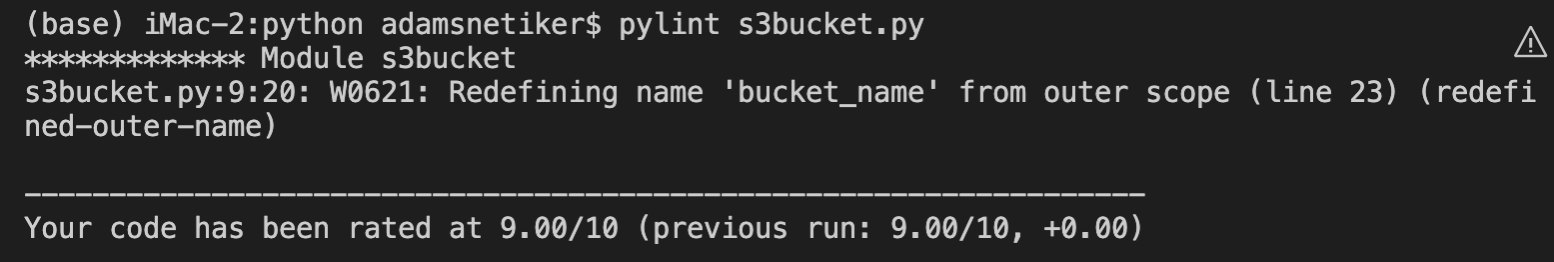 (base) iMac-2:python adamsnetiker$ pylint s3bucket.py
************* Module s3bucket
s3bucket.py:9:20: W0621: Redefining name 'bucket_name' from outer scope (line 23) (redefi
ned-outer-name)

------------------------------------------------------------------
Your code has been rated at 9.00/10 (previous run: 9.00/10, +0.00)